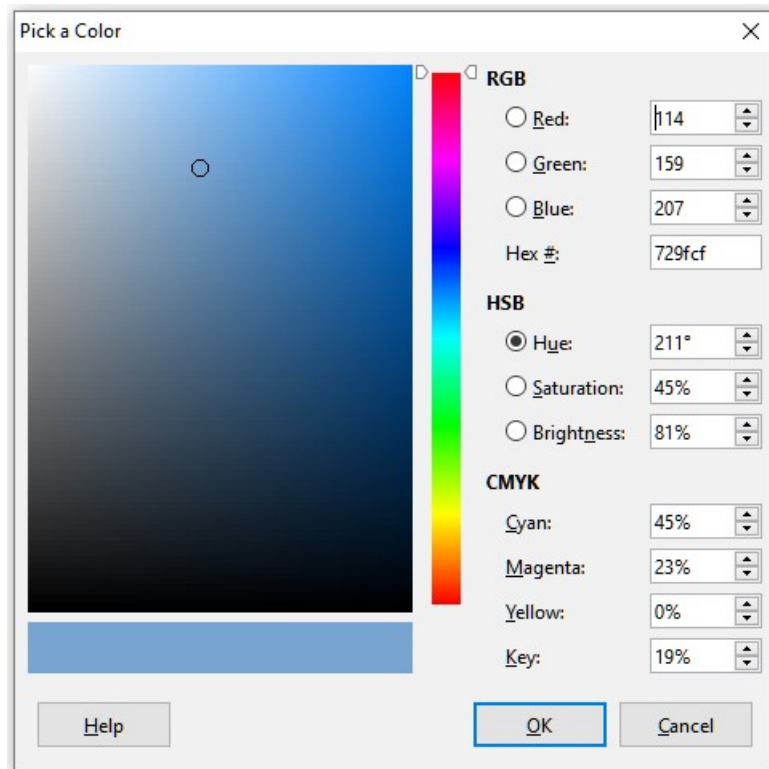 Pick a Color
RGB
Red: 114
Green: 159
Blue: 207
Hex #: 729fcf
HSB
Hue: 211°
Saturation: 45%
Brightness: 81%
CMYK
Cyan: 45%
Magenta: 23%
Yellow: 0%
Key: 19%
Help OK Cancel